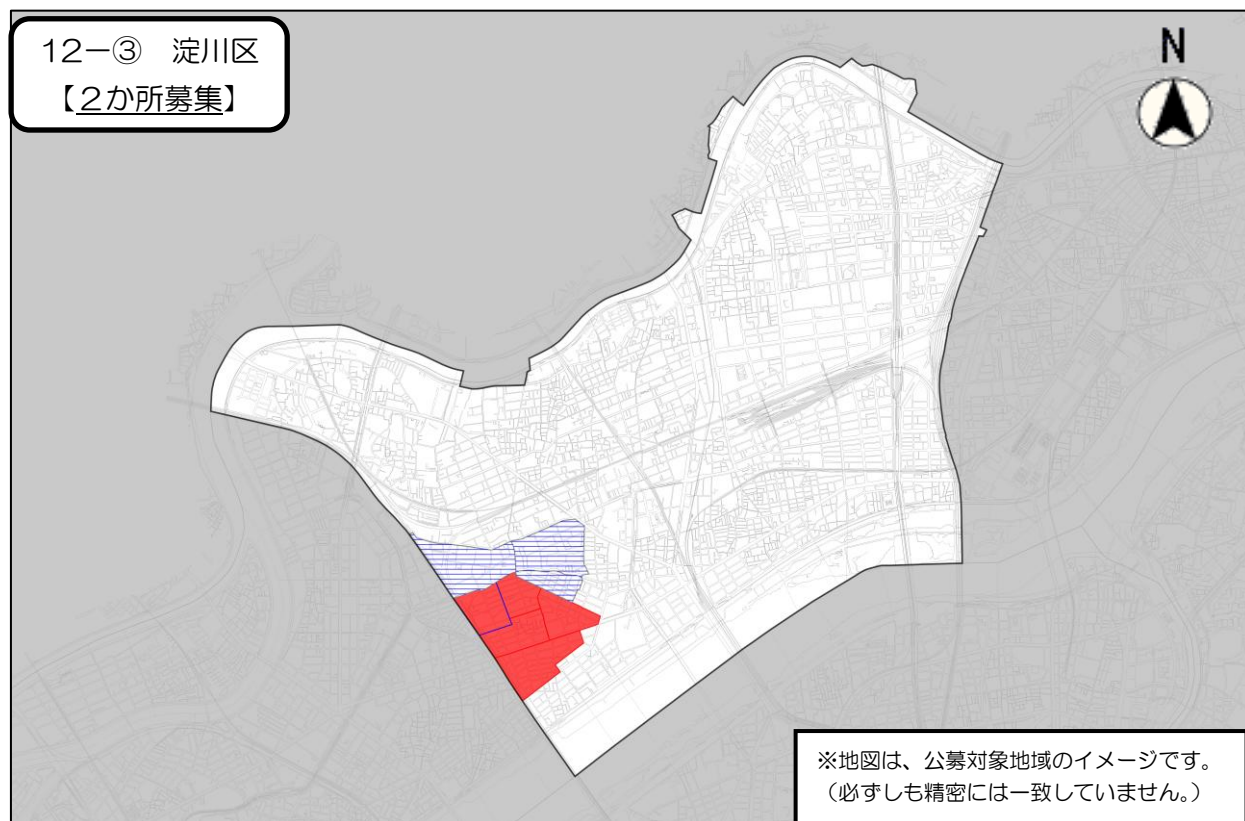 12－③　淀川区
【２か所募集】
N
※地図は、公募対象地域のイメージです。
（必ずしも精密には一致していません。）